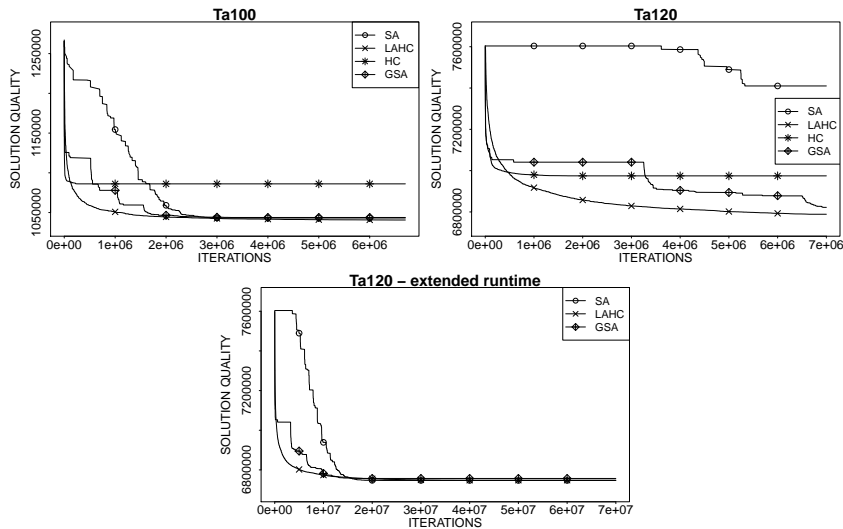 Ta100
SOLUTION QUALITY
1250000
1150000
1050000
SA
LAHC
HC
GSA
0e+00 1e+06 2e+06 3e+06 4e+06 5e+06 6e+06
ITERATIONS
Ta120
SOLUTION QUALITY
7600000
7200000
6800000
SA
LAHC
HC
GSA
0e+00 1e+06 2e+06 3e+06 4e+06 5e+06 6e+06 7e+06
ITERATIONS
Ta120 – extended runtime
SOLUTION QUALITY
7600000
7200000
6800000
SA
LAHC
GSA
0e+00 1e+07 2e+07 3e+07 4e+07 5e+07 6e+07 7e+07
ITERATIONS